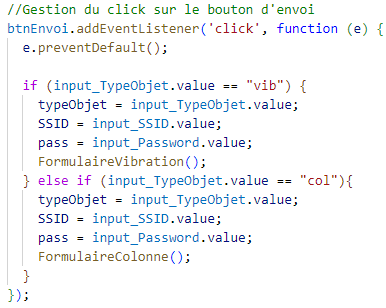 //Gestion du click sur le bouton d'envoi
btnEnvoi.addEventListener('click', function (e) {
  e.preventDefault();

  if (input_TypeObjet.value == "vib") {
    typeObjet = input_TypeObjet.value;
    SSID = input_SSID.value;
    pass = input_Password.value;
    FormulaireVibration();
  } else if (input_TypeObjet.value == "col"){
    typeObjet = input_TypeObjet.value;
    SSID = input_SSID.value;
    pass = input_Password.value;
    FormulaireColonne();
  }
});